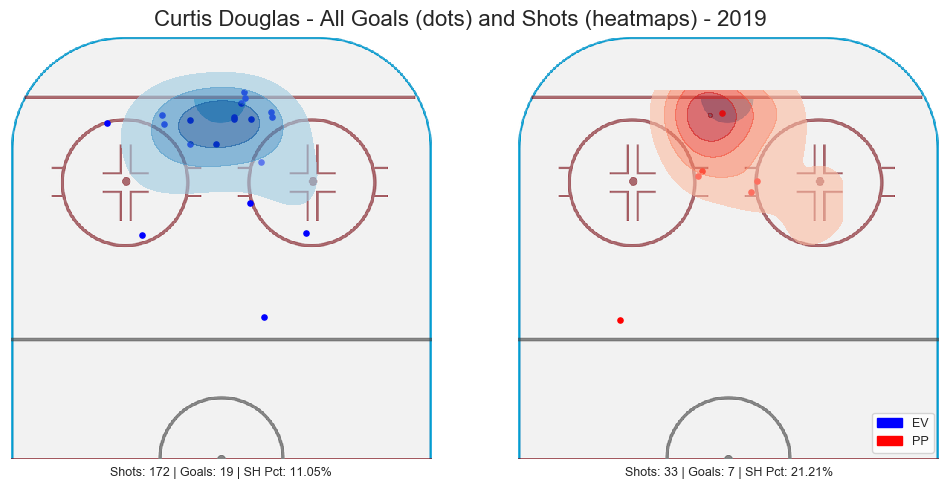 Curtis Douglas - All Goals (dots) and Shots (heatmaps) - 2019
EV
PP
Shots: 172 | Goals: 19 | SH Pct: 11.05%
Shots: 33 | Goals: 7 | SH Pct: 21.21%